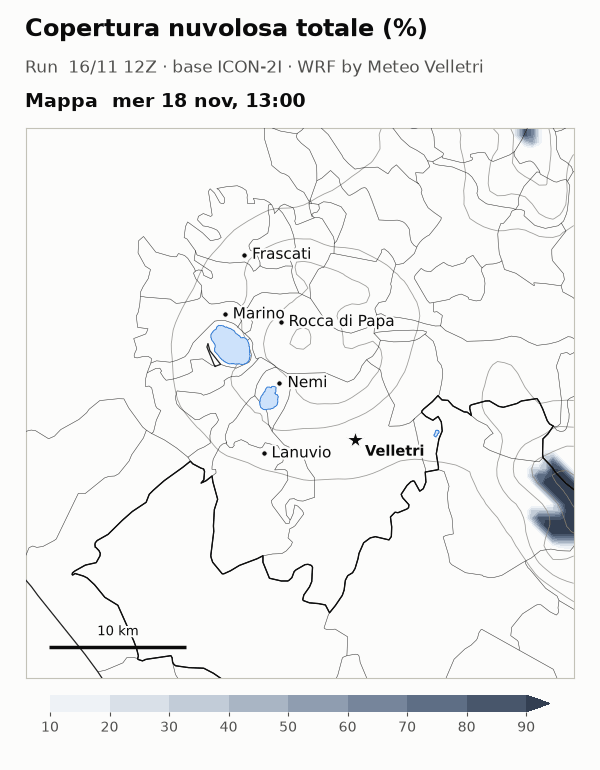 Copertura nuvolosa totale (%)
Run  16/11 12Z · base ICON-2I · WRF by Meteo Velletri
Mappa  mer 18 nov, 13:00
Frascati
Marino
Rocca di Papa
Nemi
Velletri
Lanuvio
10 km
10 20 30 40 50 60 70 80 90